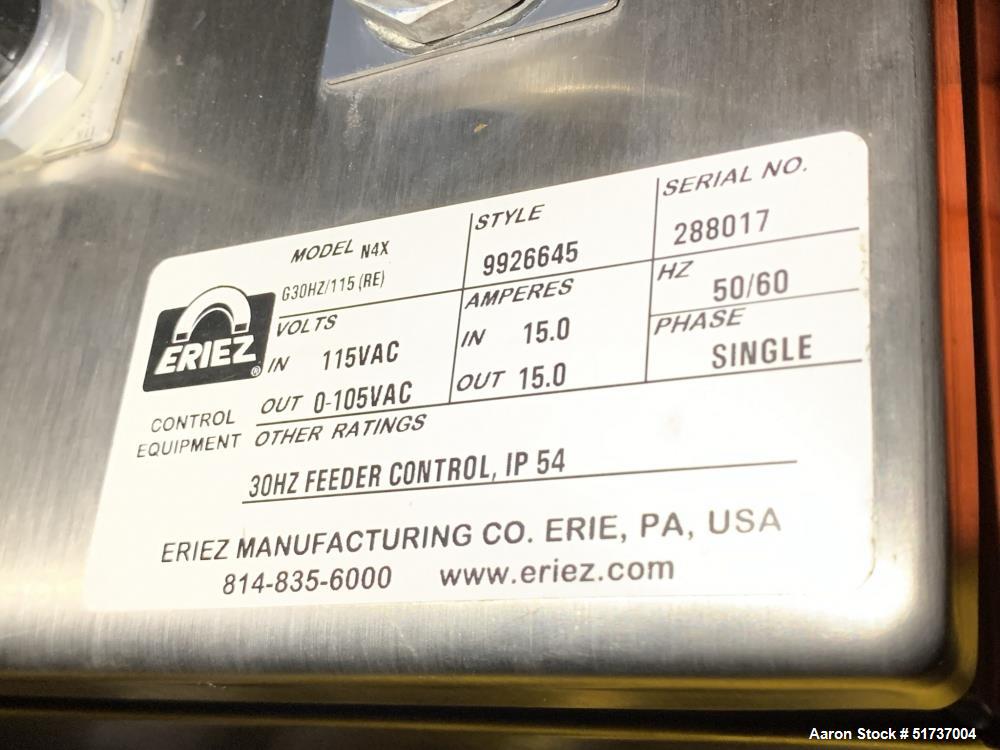 MODEL N4X
G30HZ/115 (RE)
STYLE
9926645
SERIAL NO.
288017
ERIEZ®
CONTROL
EQUIPMENT
VOLTS
IN 115VAC
OUT 0-105VAC
AMPERES
IN 15.0
OUT 15.0
HZ
50/60
PHASE
SINGLE
OTHER RATINGS
30HZ FEEDER CONTROL, IP 54
ERIEZ MANUFACTURING CO. ERIE, PA, USA
814-835-6000 www.eriez.com
Aaron Stock # 51737004